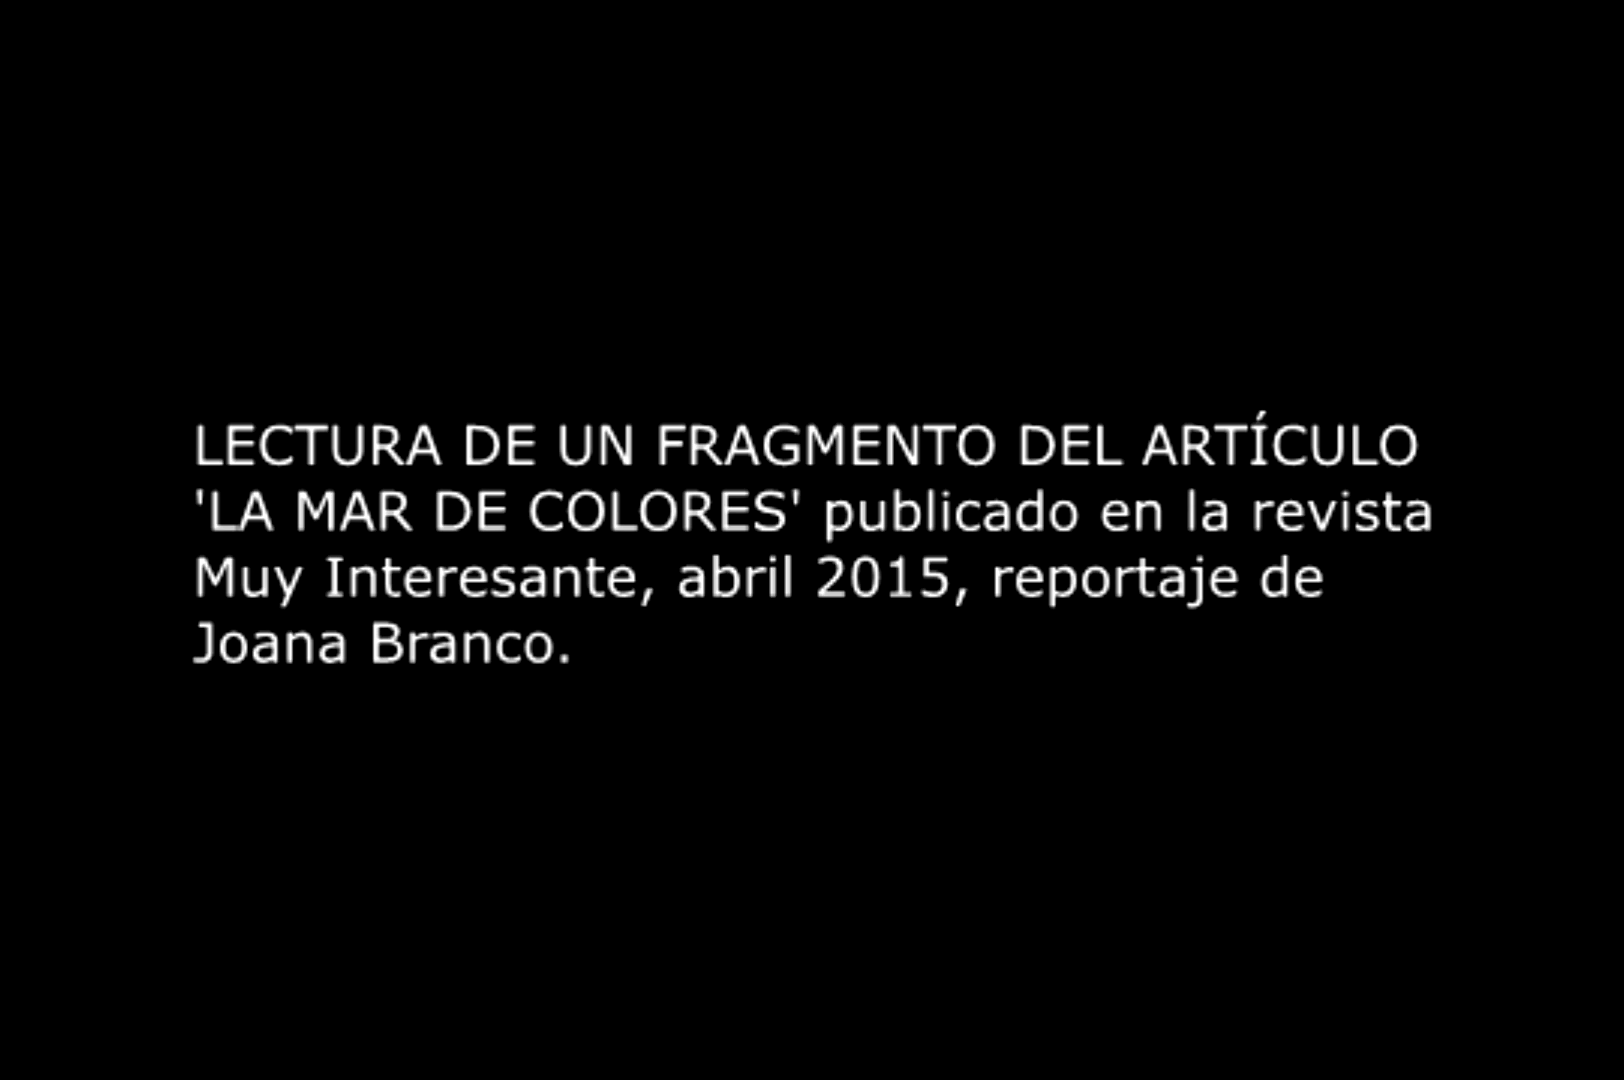 LECTURA DE UN FRAGMENTO DEL ARTÍCULO
'LA MAR DE COLORES' publicado en la revista
Muy Interesante, abril 2015, reportaje de
Joana Branco.